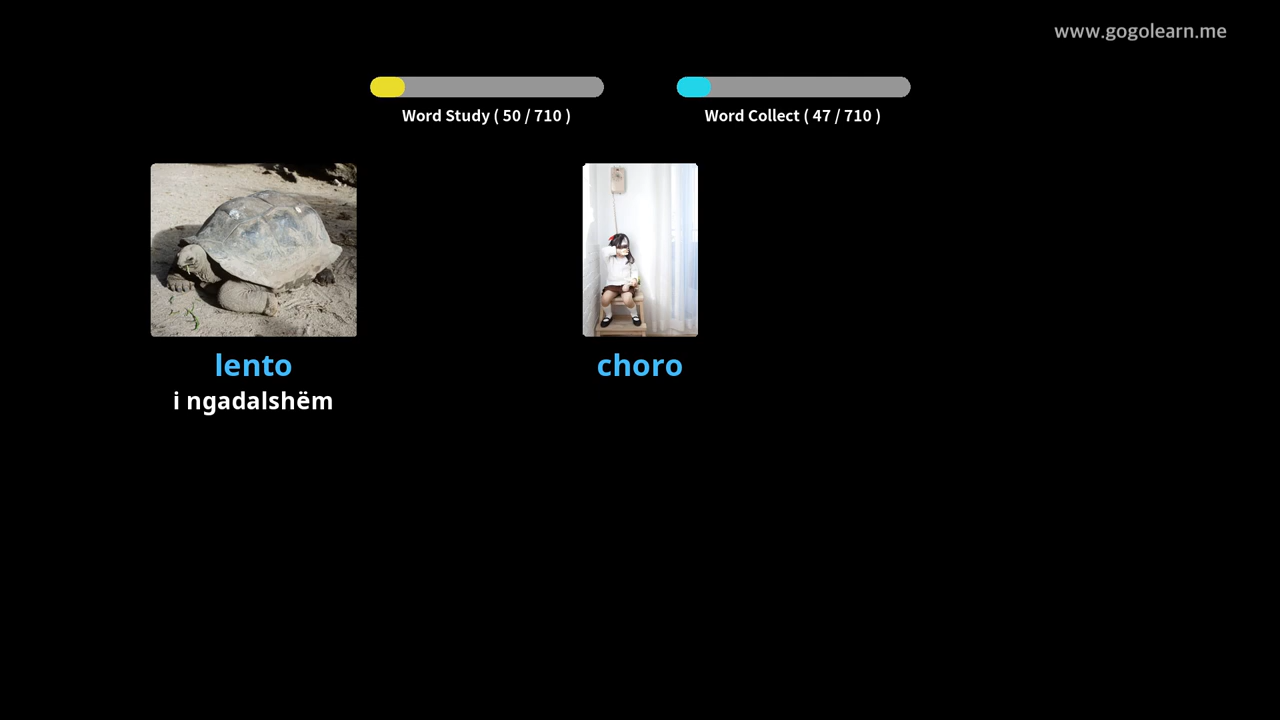 www.gogolearn.me
Word Study ( 50 / 710 )
Word Collect ( 47 / 710 )
lento
i ngadalshëm
choro